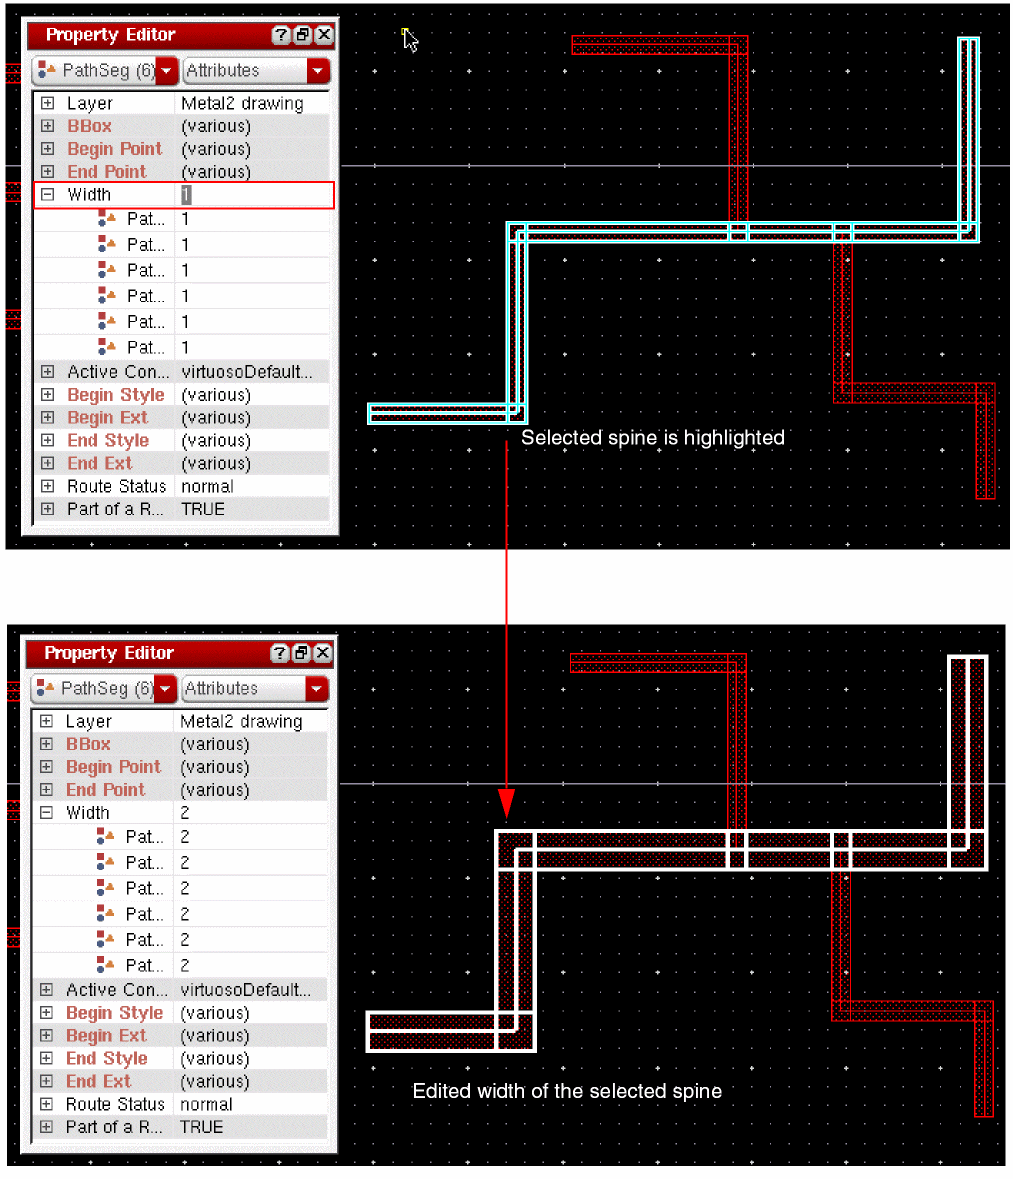 Property Editor
PathSeg (6) Attributes
Layer Metal2 drawing
BBox (various)
Begin Point (various)
End Point (various)
Width 1
Pat... 1
Pat... 1
Pat... 1
Pat... 1
Pat... 1
Pat... 1
Active Con... virtuosoDefault...
Begin Style (various)
Begin Ext (various)
End Style (various)
End Ext (various)
Route Status normal
Part of a R... TRUE
Selected spine is highlighted
Property Editor
PathSeg (6) Attributes
Layer Metal2 drawing
BBox (various)
Begin Point (various)
End Point (various)
Width 2
Pat... 2
Pat... 2
Pat... 2
Pat... 2
Pat... 2
Pat... 2
Active Con... virtuosoDefault...
Begin Style (various)
Begin Ext (various)
End Style (various)
End Ext (various)
Route Status normal
Part of a R... TRUE
Edited width of the selected spine